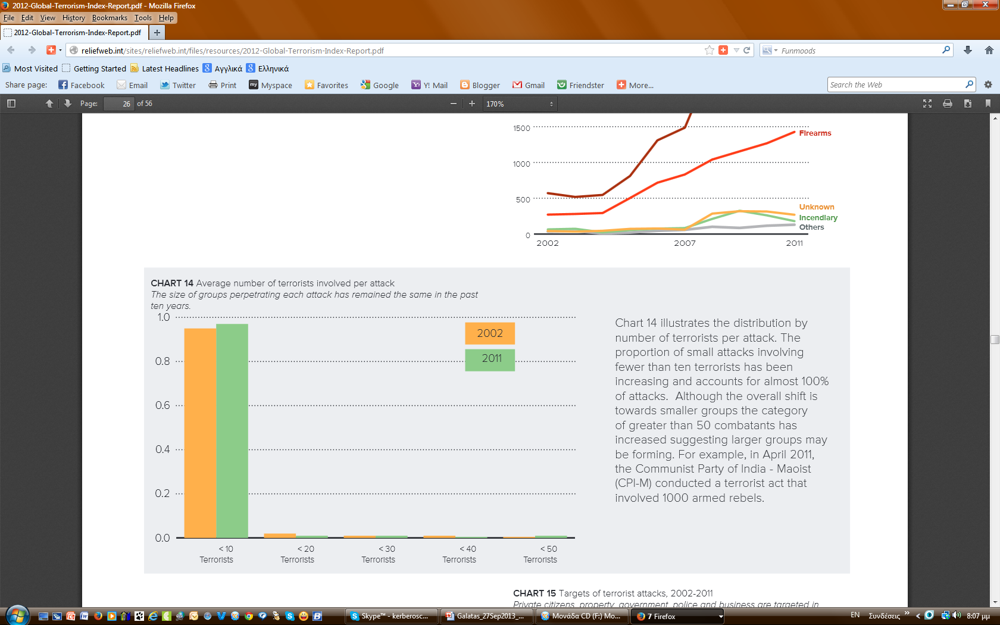 2012-Global-Terrorism-Index-Report.pdf - Mozilla Firefox
File Edit View History Bookmarks Tools Help
2012-Global-Terrorism-Index-Report.pdf
reliefweb.int/sites/reliefweb.int/files/resources/2012-Global-Terrorism-Index-Report.pdf
Funmoods
Most Visited Getting Started Latest Headlines Αγγλικά Ελληνικά
Share page: Facebook Email Twitter Print Myspace Favorites Google Y! Mail Blogger Gmail Friendster More...
Search the Web
Page: 26 of 56
170%
1500
Firearms
1000
500
Unknown
Incendiary
Others
0
2002 2007 2011
CHART 14 Average number of terrorists involved per attack
The size of groups perpetrating each attack has remained the same in the past
ten years.
1.0
0.8
0.6
0.4
0.2
0.0
2002
2011
< 10 < 20 < 30 < 40 < 50
Terrorists Terrorists Terrorists Terrorists Terrorists
Chart 14 illustrates the distribution by
number of terrorists per attack. The
proportion of small attacks involving
fewer than ten terrorists has been
increasing and accounts for almost 100%
of attacks. Although the overall shift is
towards smaller groups the category
of greater than 50 combatants has
increased suggesting larger groups may
be forming. For example, in April 2011,
the Communist Party of India - Maoist
(CPI-M) conducted a terrorist act that
involved 1000 armed rebels.
CHART 15 Targets of terrorist attacks, 2002-2011
Private citizens, property, government, police and business are targeted in
Skype™ - kerberosc...
Galatas_27Sep2013_...
Μονάδα CD (F:) Mo...
7 Firefox
EN Συνδέσεις » 8:07 μμ